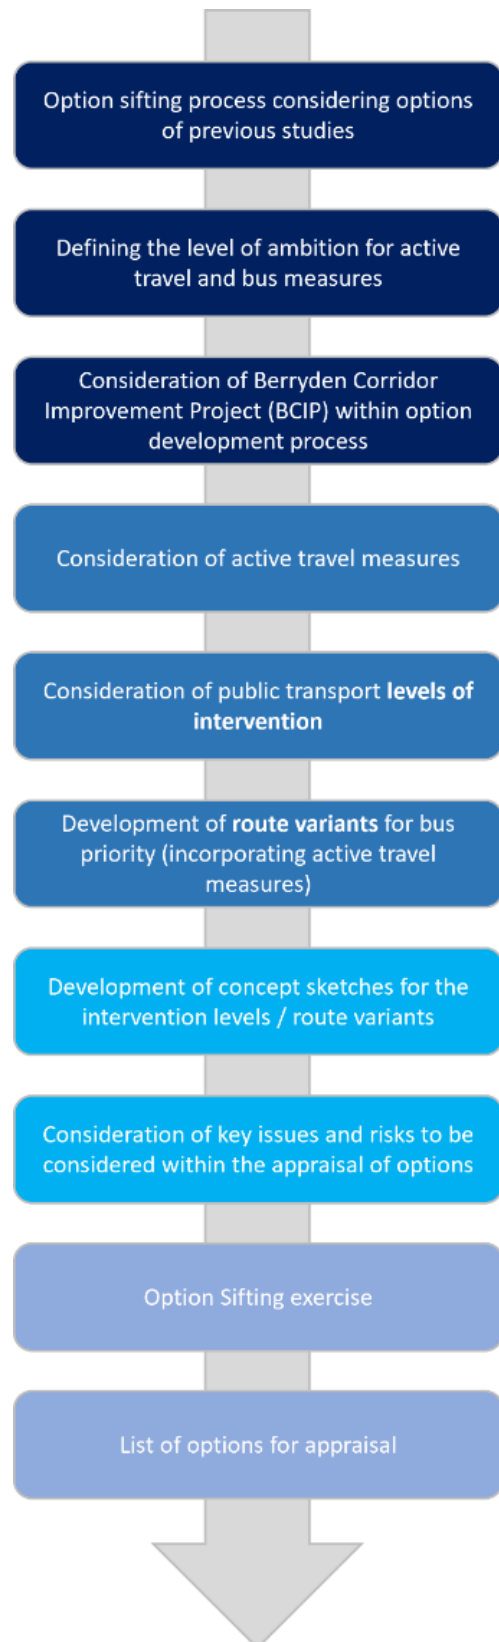 Option sifting process considering options
of previous studies
Defining the level of ambition for active
travel and bus measures
Consideration of Berryden Corridor
Improvement Project (BCIP) within option
development process
Consideration of active travel measures
Consideration of public transport levels of
intervention
Development of route variants for bus
priority (incorporating active travel
measures)
Development of concept sketches for the
intervention levels / route variants
Consideration of key issues and risks to be
considered within the appraisal of options
Option Sifting exercise
List of options for appraisal